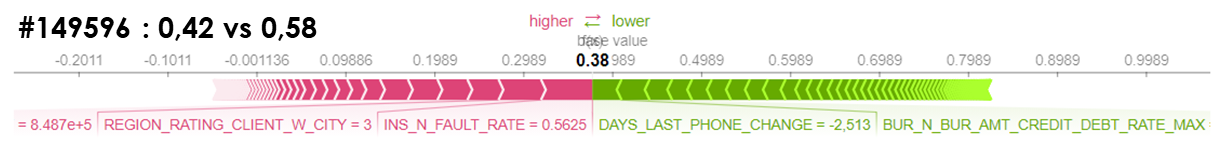 #149596 : 0,42 vs 0,58
higher ⇄ lower
base value
-0.2011 -0.1011 -0.001136 0.09886 0.1989 0.2989 0.38 989 0.4989 0.5989 0.6989 0.7989 0.8989 0.9989
= 8.487e+5 REGION_RATING_CLIENT_W_CITY = 3 INS_N_FAULT_RATE = 0.5625 DAYS_LAST_PHONE_CHANGE = -2,513 BUR_N_BUR_AMT_CREDIT_DEBT_RATE_MAX